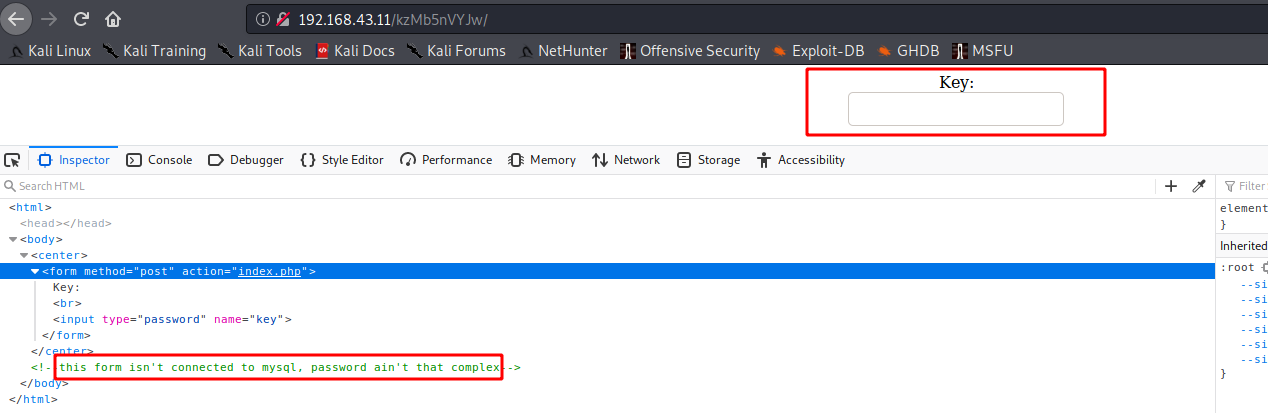 192.168.43.11/kzMb5nVYJw/
Kali Linux Kali Training Kali Tools Kali Docs Kali Forums NetHunter Offensive Security Exploit-DB GHDB MSFU
Key:
Inspector Console Debugger Style Editor Performance Memory Network Storage Accessibility
Search HTML + Filter
<html> element
<head></head> }
<body> Inherited
<center>
<form method="post" action="index.php"> :root
Key: --si
<br> --si
<input type="password" name="key"> --si
</form> --si
</center> --si
<!--this form isn't connected to mysql, password ain't that complex--> --si
</body> }
</html>